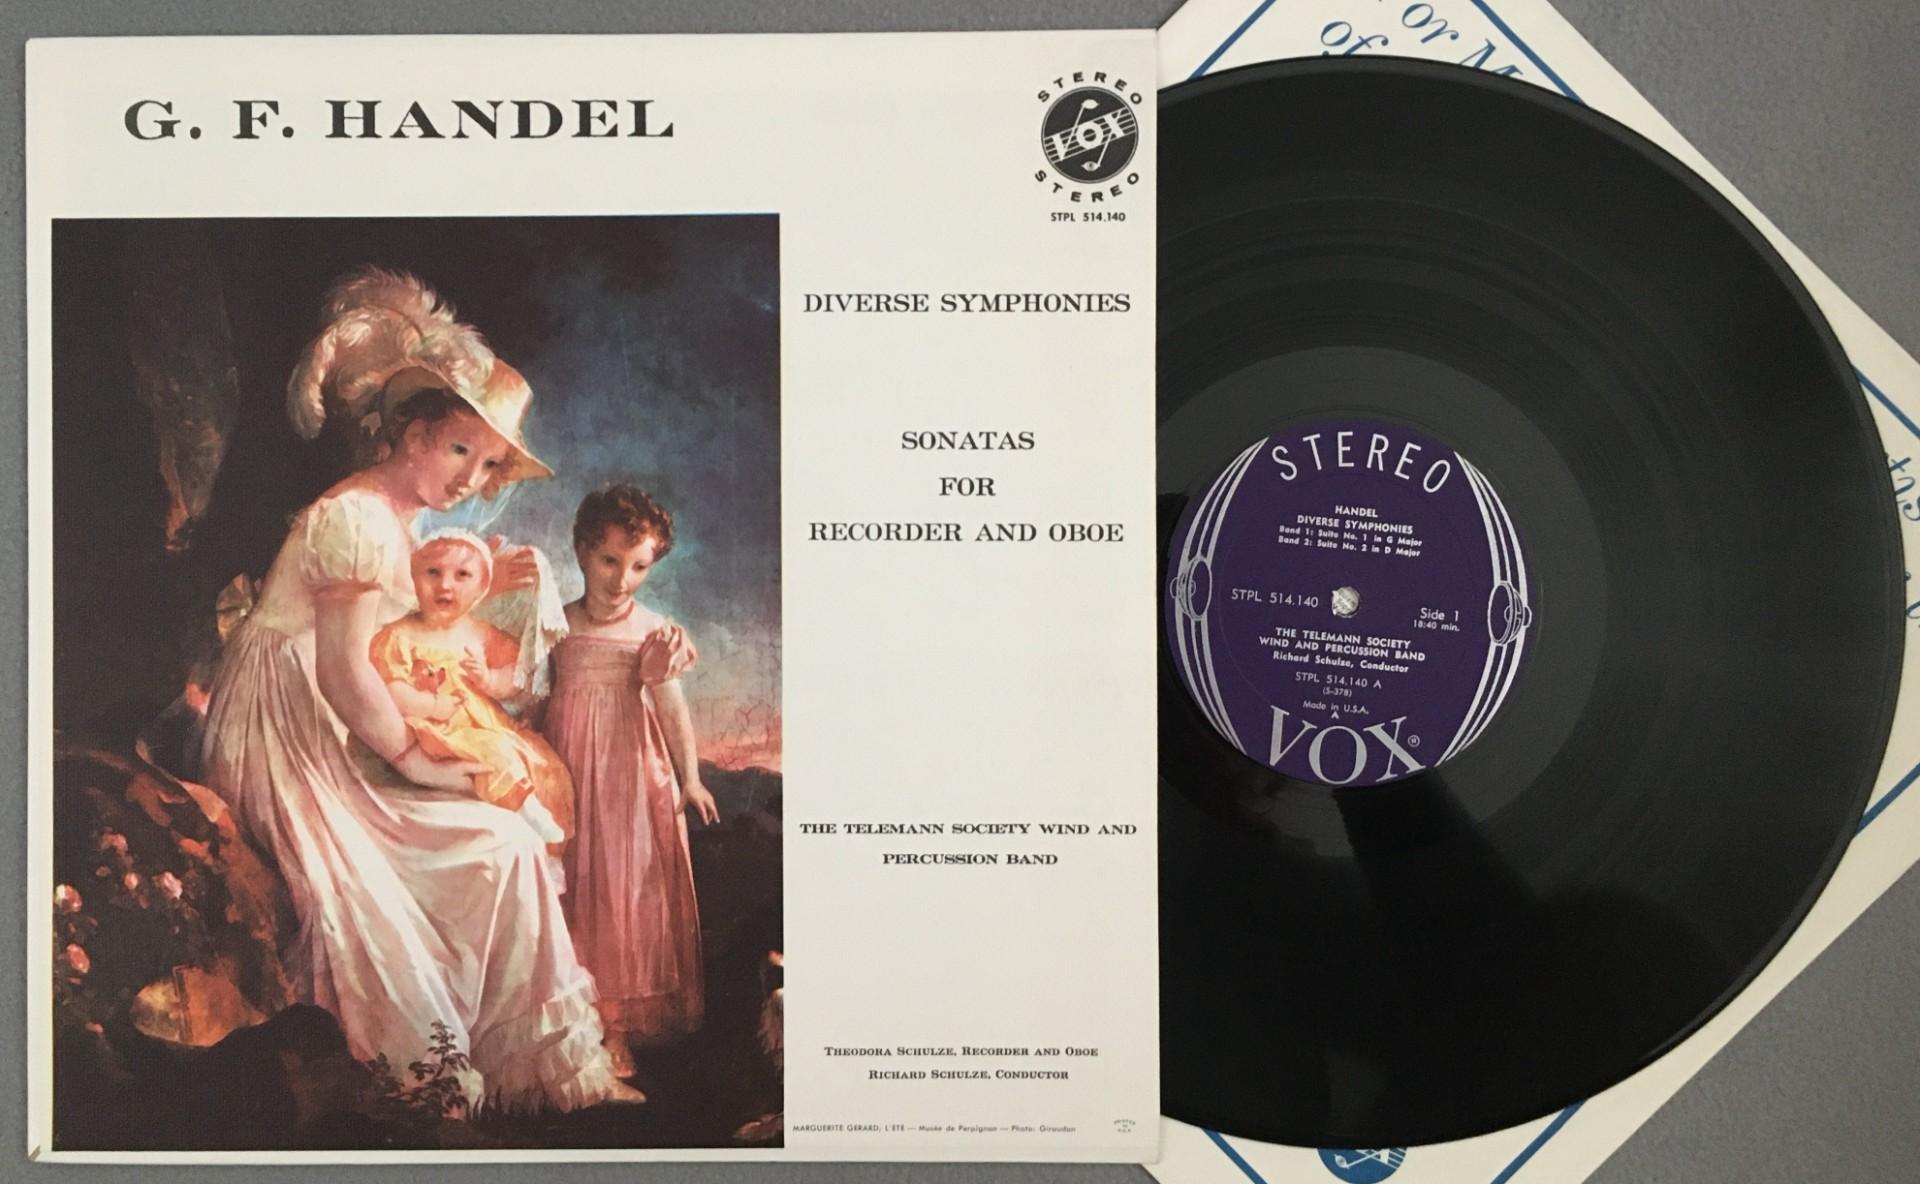 G. F. HANDEL
STEREO
VOX
STEREO
STPL 514.140
DIVERSE SYMPHONIES
SONATAS
FOR
RECORDER AND OBOE
THE TELEMANN SOCIETY WIND AND
PERCUSSION BAND
THEODORA SCHULZE, RECORDER AND OBOE
RICHARD SCHULZE, CONDUCTOR
MARGUERITE GERARD, L'ETE — Musée de Perpignan — Photo: Giraudon
PRINTED
IN
U.S.A.
or M
of
STEREO
HANDEL
DIVERSE SYMPHONIES
Band 1: Suite No. 1 in G Major
Band 2: Suite No. 2 in D Major
STPL 514.140
Side 1
18:40 min.
THE TELEMANN SOCIETY
WIND AND PERCUSSION BAND
Richard Schulze, Conductor
STPL 514.140 A
(S-378)
Made in U.S.A.
A
VOX®